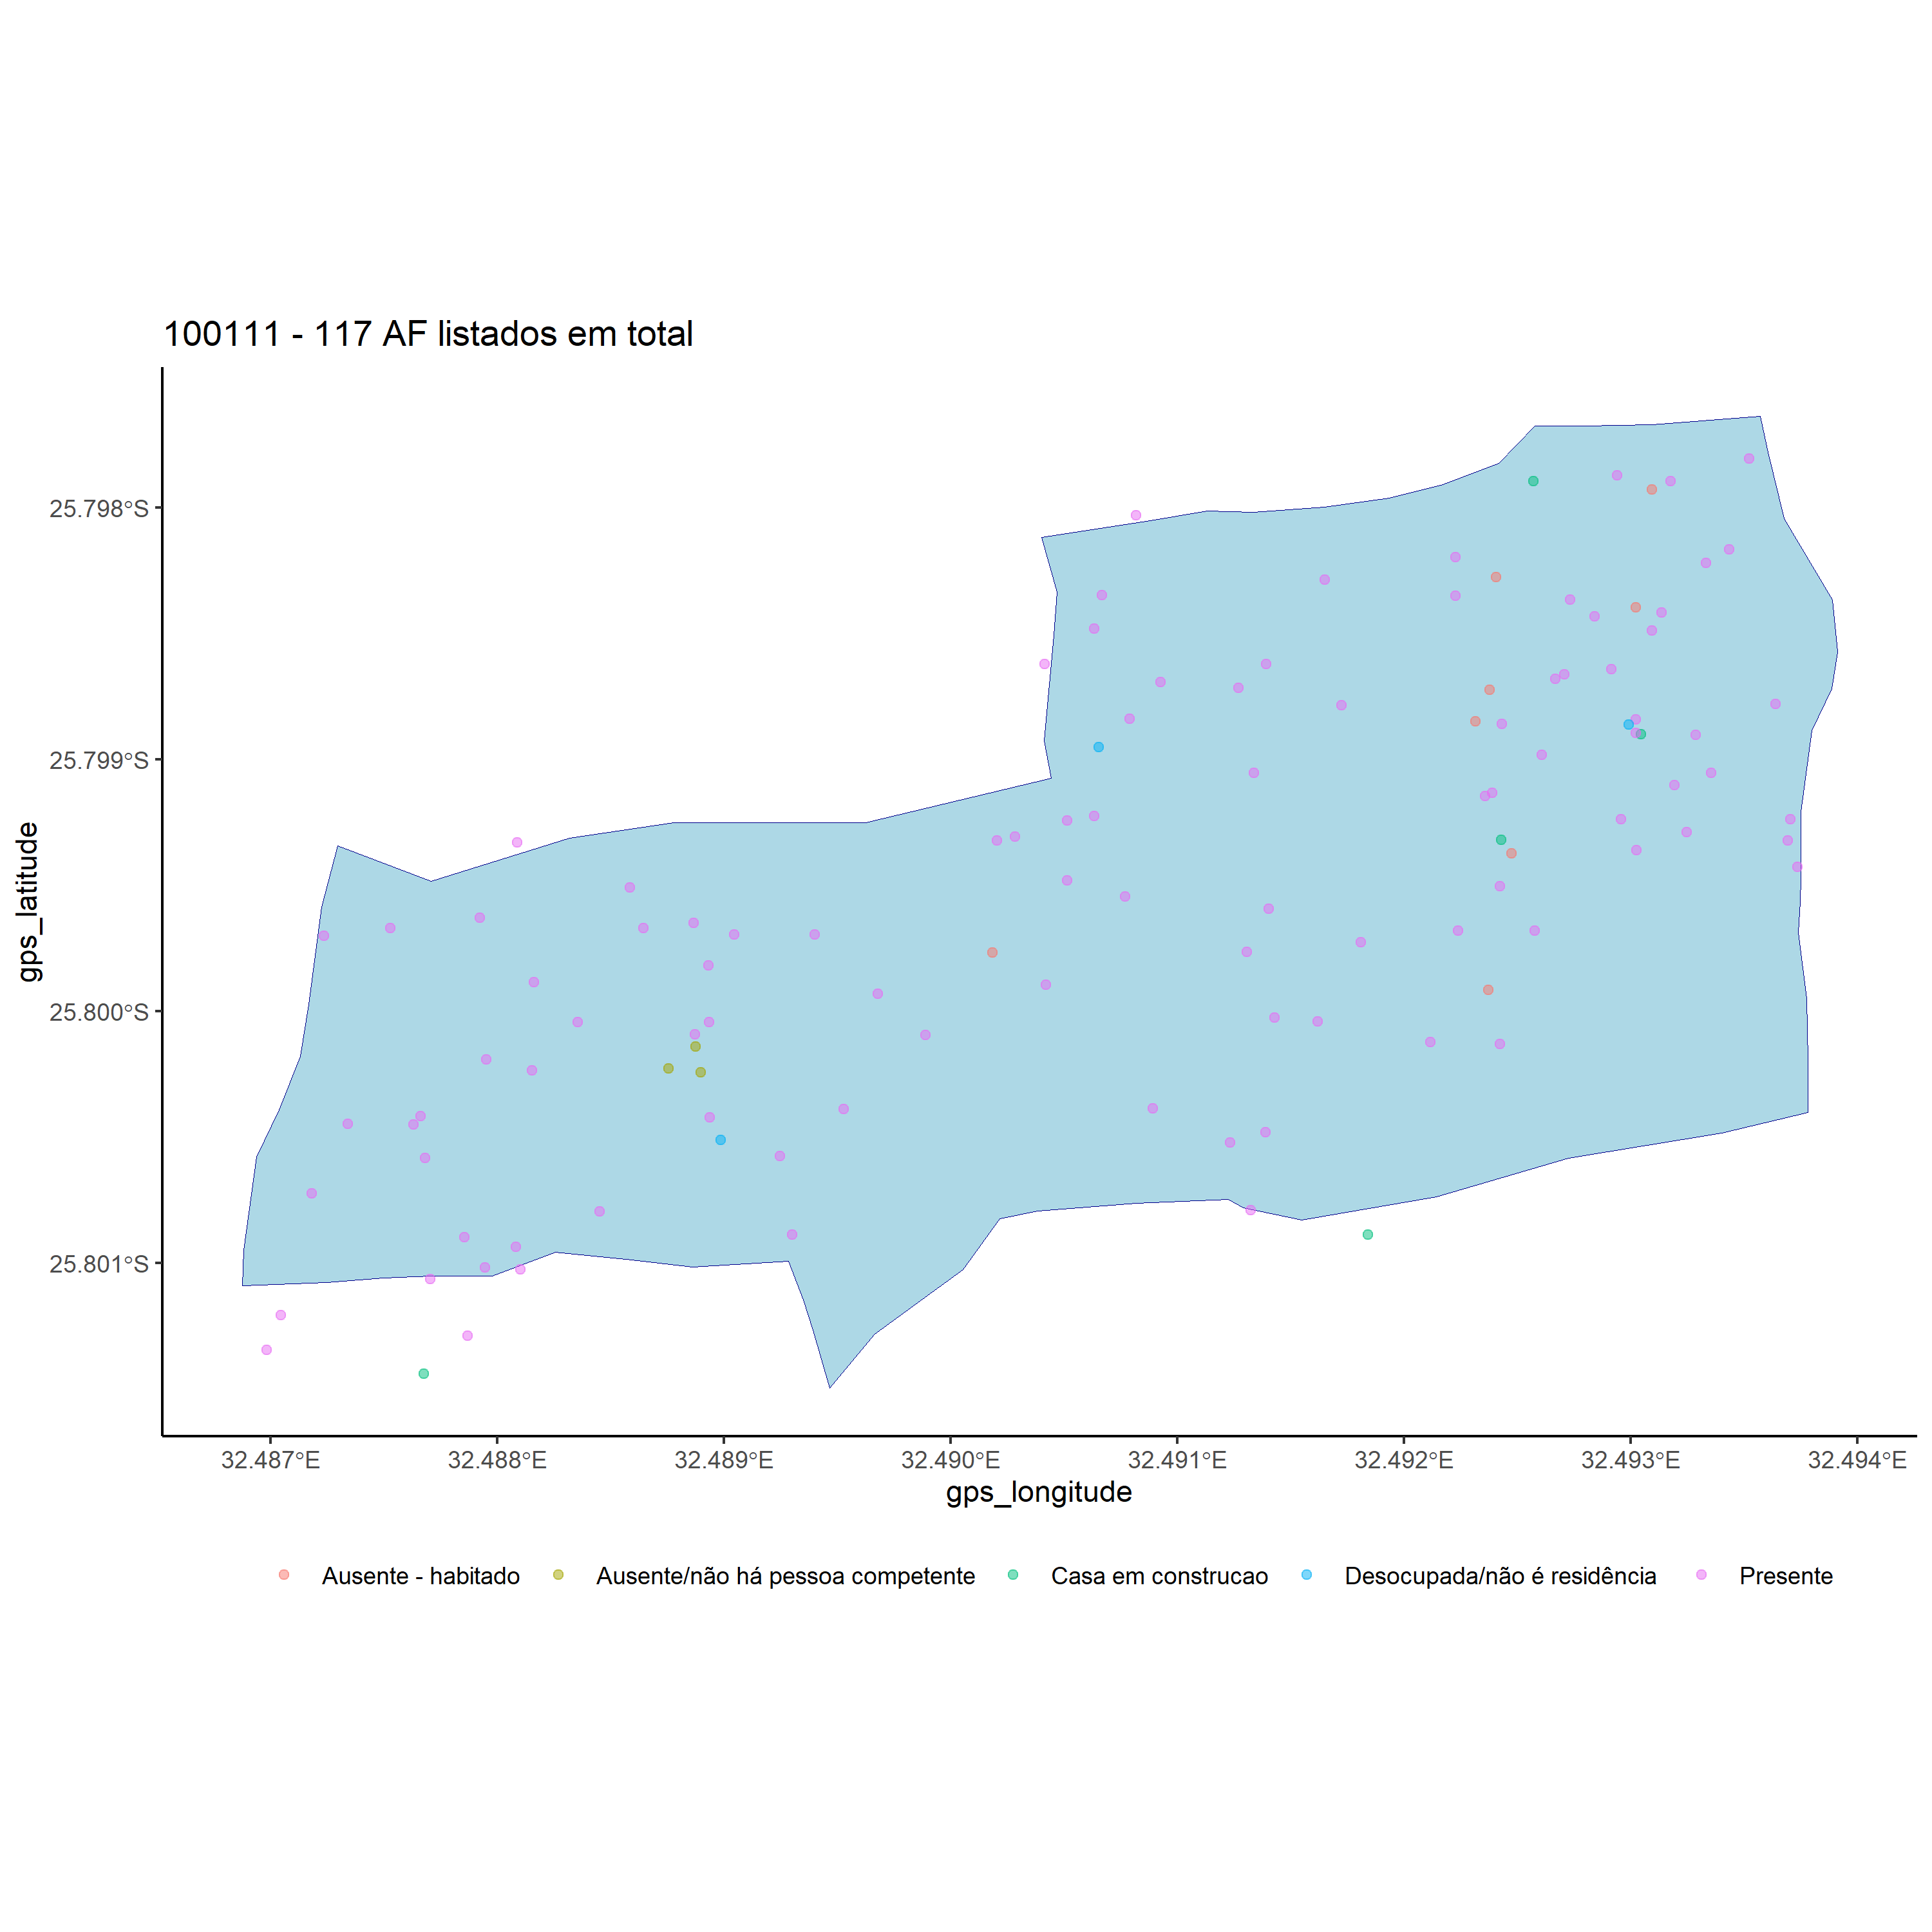 100111 - 117 AF listados em total
gps_latitude
25.798°S
25.799°S
25.800°S
25.801°S
32.487°E 32.488°E 32.489°E 32.490°E 32.491°E 32.492°E 32.493°E 32.494°E
gps_longitude
Ausente - habitado Ausente/não há pessoa competente Casa em construcao Desocupada/não é residência Presente